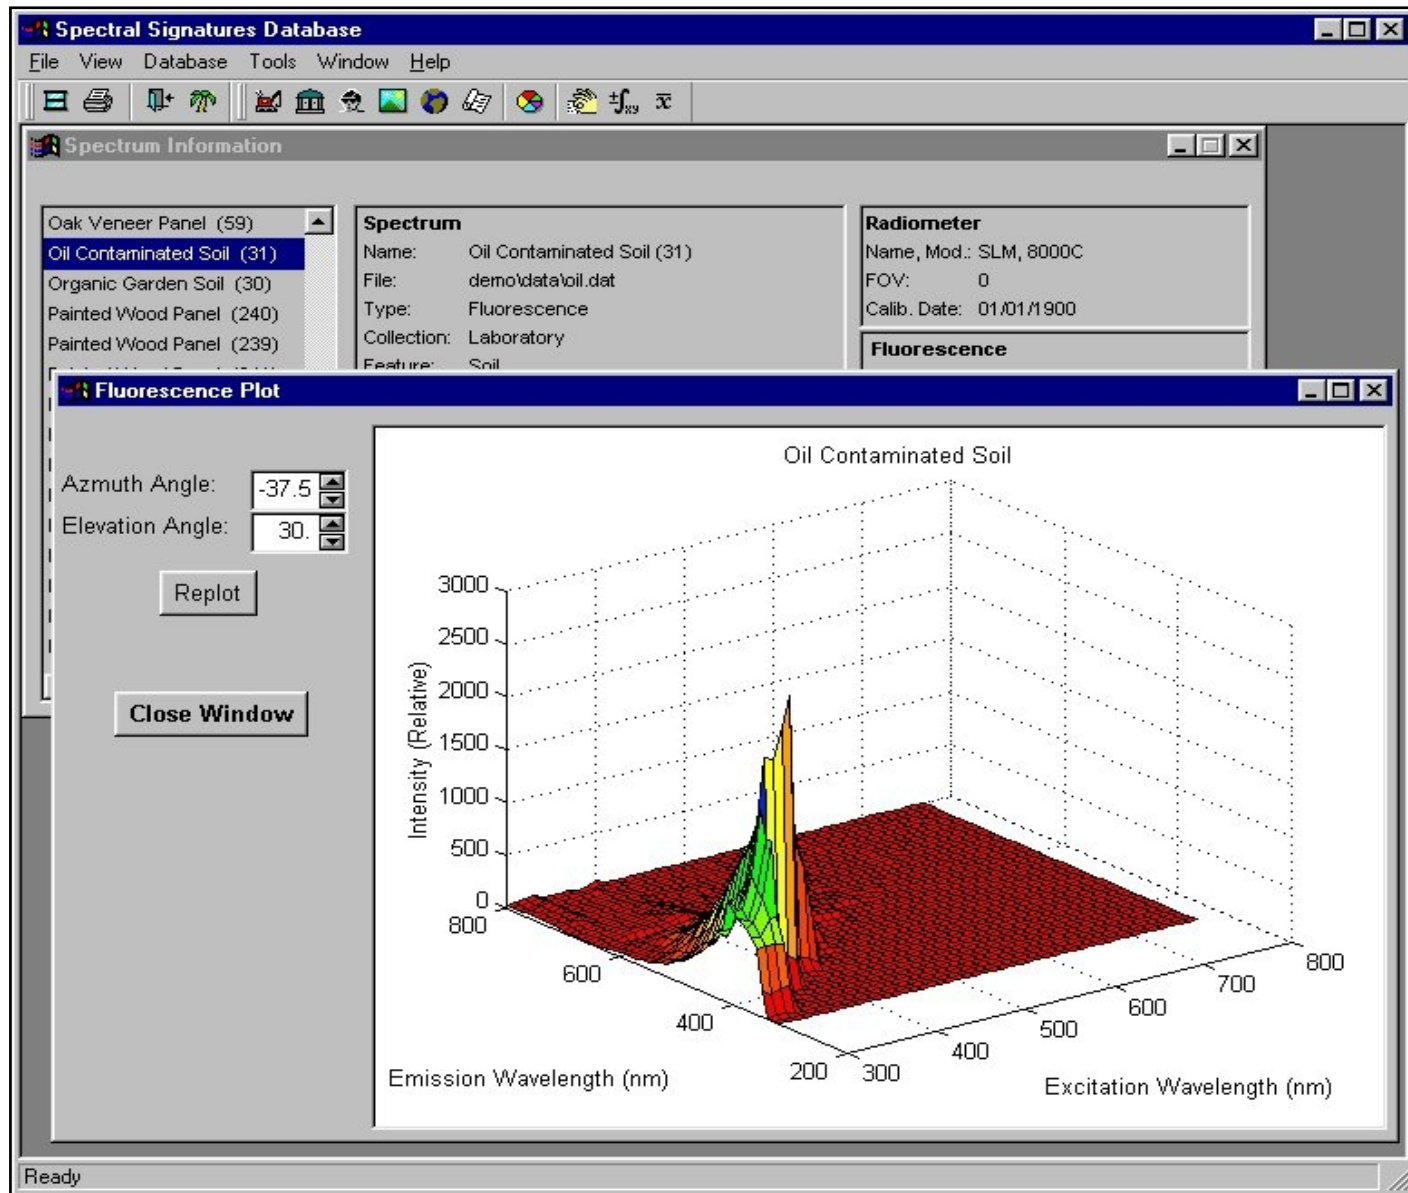 Spectral Signatures Database
File View Database Tools Window Help
Spectrum Information
Oak Veneer Panel (59)
Oil Contaminated Soil (31)
Organic Garden Soil (30)
Painted Wood Panel (240)
Painted Wood Panel (239)
Spectrum
Name: Oil Contaminated Soil (31)
File: demo\data\oil.dat
Type: Fluorescence
Collection: Laboratory
Feature: Soil
Radiometer
Name, Mod.: SLM, 8000C
FOV: 0
Calib. Date: 01/01/1900
Fluorescence
Fluorescence Plot
Azmuth Angle: -37.5
Elevation Angle: 30.
Replot
Close Window
Oil Contaminated Soil
3000
2500
2000
1500
1000
500
0
Intensity (Relative)
800
600
400
200
Emission Wavelength (nm)
300
400
500
600
700
800
Excitation Wavelength (nm)
Ready